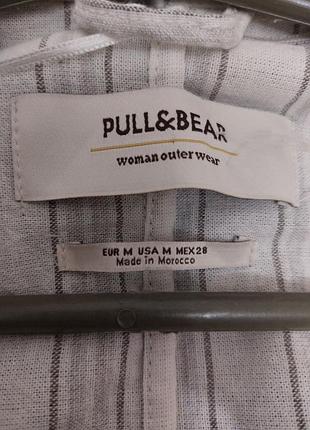 PULL&BEAR
woman outer wear
EUR M USA M MEX28
Made in Morocco